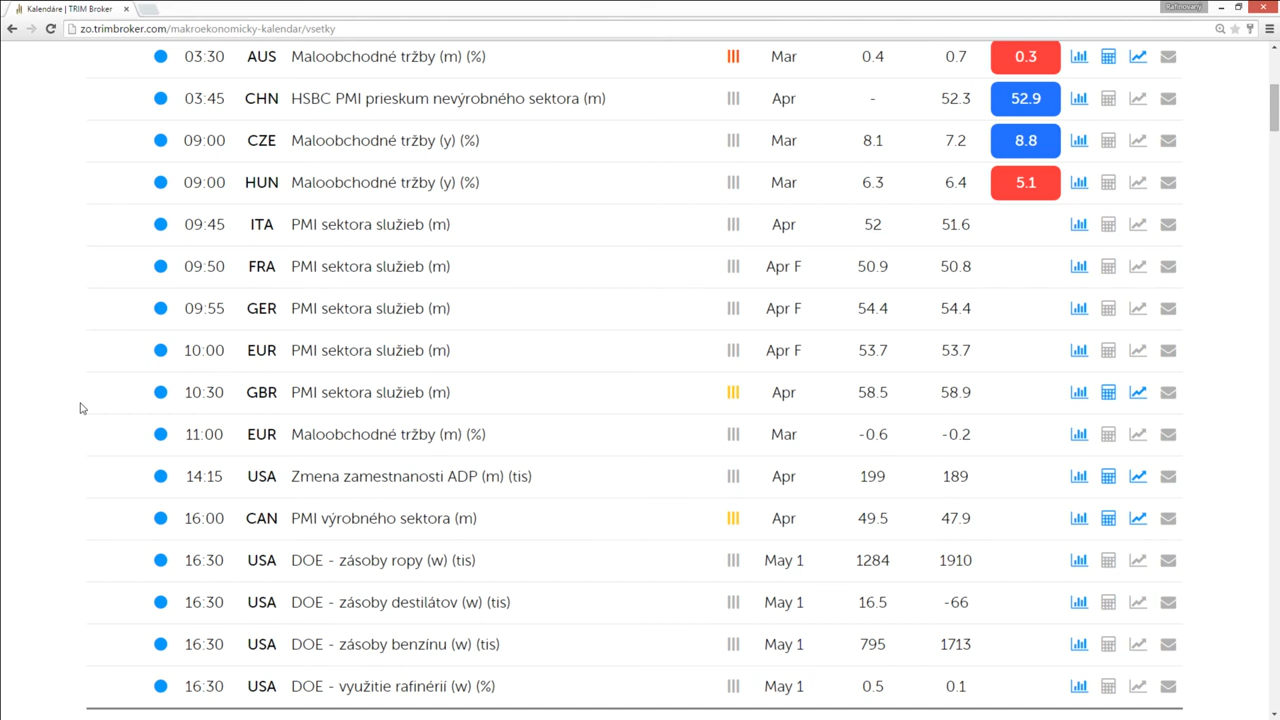 Kalendáre | TRIM Broker
Rafinovaný
zo.trimbroker.com/makroekonomicky-kalendar/vsetky
03:30 AUS Maloobchodné tržby (m) (%) Mar 0.4 0.7 0.3
03:45 CHN HSBC PMI prieskum nevýrobného sektora (m) Apr - 52.3 52.9
09:00 CZE Maloobchodné tržby (y) (%) Mar 8.1 7.2 8.8
09:00 HUN Maloobchodné tržby (y) (%) Mar 6.3 6.4 5.1
09:45 ITA PMI sektora služieb (m) Apr 52 51.6
09:50 FRA PMI sektora služieb (m) Apr F 50.9 50.8
09:55 GER PMI sektora služieb (m) Apr F 54.4 54.4
10:00 EUR PMI sektora služieb (m) Apr F 53.7 53.7
10:30 GBR PMI sektora služieb (m) Apr 58.5 58.9
11:00 EUR Maloobchodné tržby (m) (%) Mar -0.6 -0.2
14:15 USA Zmena zamestnanosti ADP (m) (tis) Apr 199 189
16:00 CAN PMI výrobného sektora (m) Apr 49.5 47.9
16:30 USA DOE - zásoby ropy (w) (tis) May 1 1284 1910
16:30 USA DOE - zásoby destilátov (w) (tis) May 1 16.5 -66
16:30 USA DOE - zásoby benzínu (w) (tis) May 1 795 1713
16:30 USA DOE - využitie rafinérií (w) (%) May 1 0.5 0.1